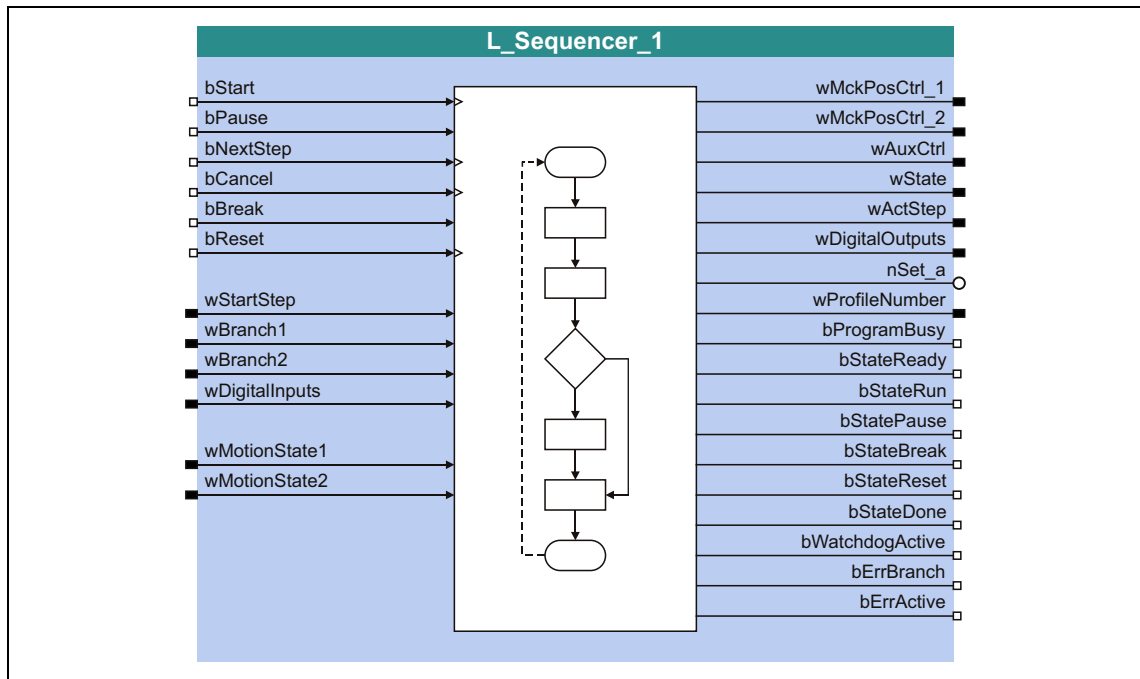 L_Sequencer_1
bStart
bPause
bNextStep
bCancel
bBreak
bReset
wStartStep
wBranch1
wBranch2
wDigitalInputs
wMotionState1
wMotionState2
wMckPosCtrl_1
wMckPosCtrl_2
wAuxCtrl
wState
wActStep
wDigitalOutputs
nSet_a
wProfileNumber
bProgramBusy
bStateReady
bStateRun
bStatePause
bStateBreak
bStateReset
bStateDone
bWatchdogActive
bErrBranch
bErrActive